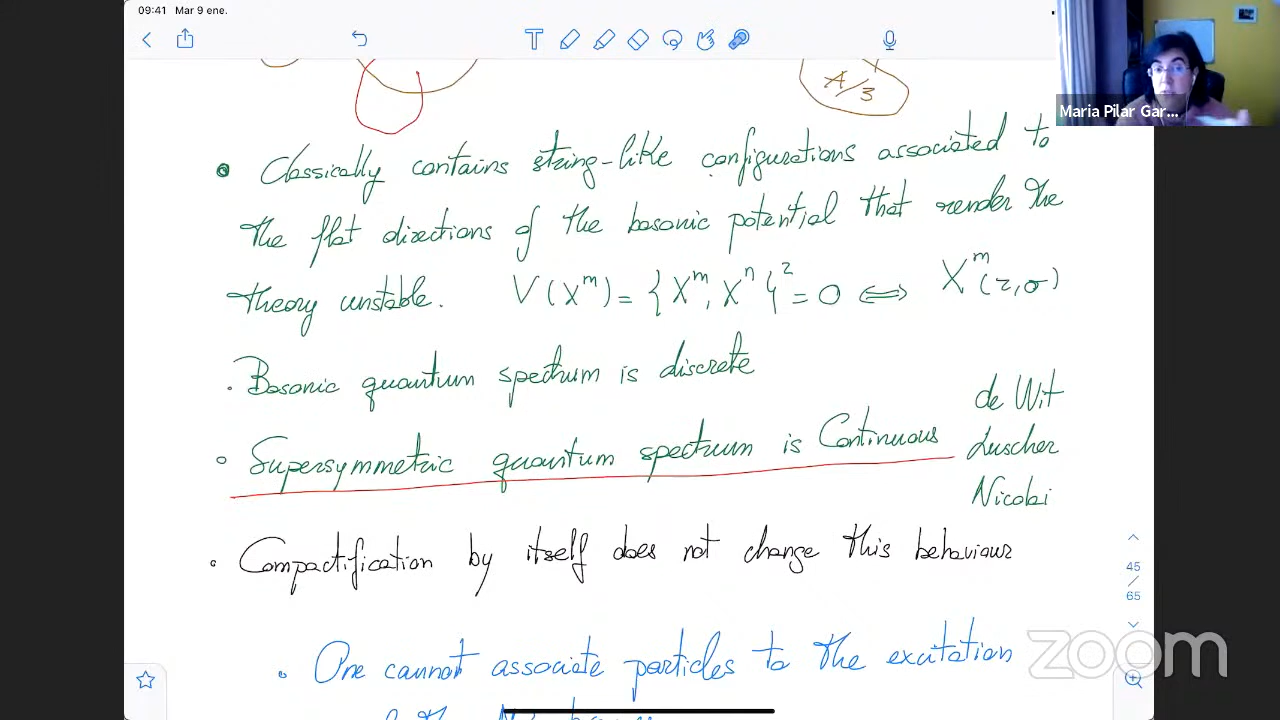 09:41 Mar 9 ene.
A/3
Maria Pilar Gar...
• Classically contains string-like configurations associated to
the flat directions of the bosonic potential that render the
theory unstable. V(X^m) = {X^m, X^n}^2 = 0 ⟺ X^m(τ,σ)
. Bosonic quantum spectrum is discrete
de Wit
◦ Supersymmetric quantum spectrum is Continuous
Luscher
Nicolai
◦ Compactification by itself does not change this behaviour
45
/
65
• One cannot associate particles to the excitation
zoom